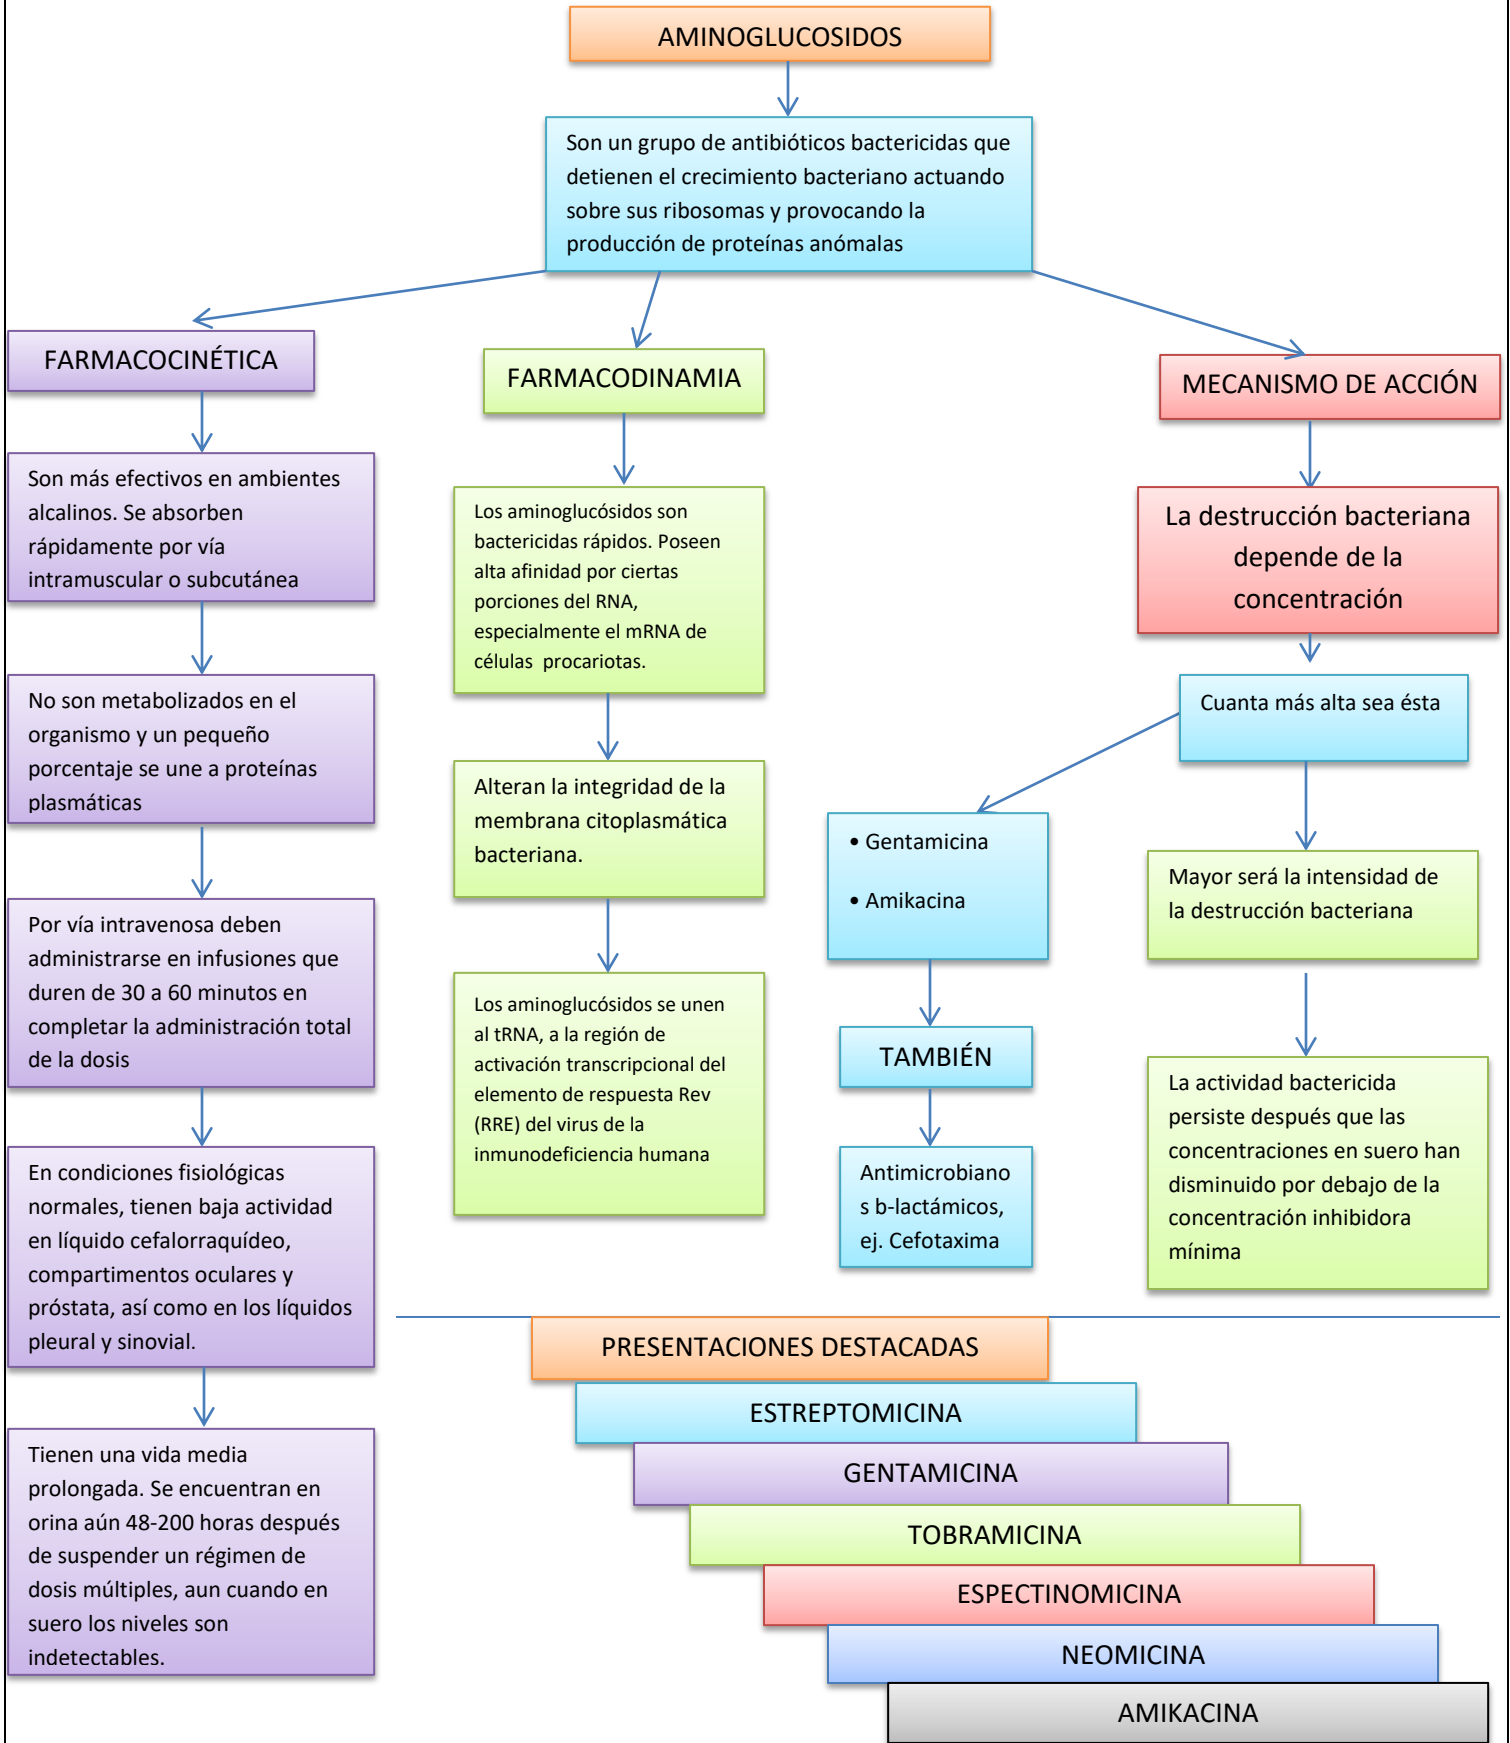 AMINOGLUCOSIDOS
Son un grupo de antibióticos bactericidas que
detienen el crecimiento bacteriano actuando
sobre sus ribosomas y provocando la
producción de proteínas anómalas
FARMACOCINÉTICA
Son más efectivos en ambientes
alcalinos. Se absorben
rápidamente por vía
intramuscular o subcutánea
No son metabolizados en el
organismo y un pequeño
porcentaje se une a proteínas
plasmáticas
Por vía intravenosa deben
administrarse en infusiones que
duren de 30 a 60 minutos en
completar la administración total
de la dosis
En condiciones fisiológicas
normales, tienen baja actividad
en líquido cefalorraquídeo,
compartimentos oculares y
próstata, así como en los líquidos
pleural y sinovial.
Tienen una vida media
prolongada. Se encuentran en
orina aún 48-200 horas después
de suspender un régimen de
dosis múltiples, aun cuando en
suero los niveles son
indetectables.
FARMACODINAMIA
Los aminoglucósidos son
bactericidas rápidos. Poseen
alta afinidad por ciertas
porciones del RNA,
especialmente el mRNA de
células procariotas.
Alteran la integridad de la
membrana citoplasmática
bacteriana.
Los aminoglucósidos se unen
al tRNA, a la región de
activación transcripcional del
elemento de respuesta Rev
(RRE) del virus de la
inmunodeficiencia humana
MECANISMO DE ACCIÓN
La destrucción bacteriana
depende de la
concentración
Cuanta más alta sea ésta
• Gentamicina
• Amikacina
TAMBIÉN
Antimicrobiano
s b-lactámicos,
ej. Cefotaxima
Mayor será la intensidad de
la destrucción bacteriana
La actividad bactericida
persiste después que las
concentraciones en suero han
disminuido por debajo de la
concentración inhibidora
mínima
PRESENTACIONES DESTACADAS
ESTREPTOMICINA
GENTAMICINA
TOBRAMICINA
ESPECTINOMICINA
NEOMICINA
AMIKACINA